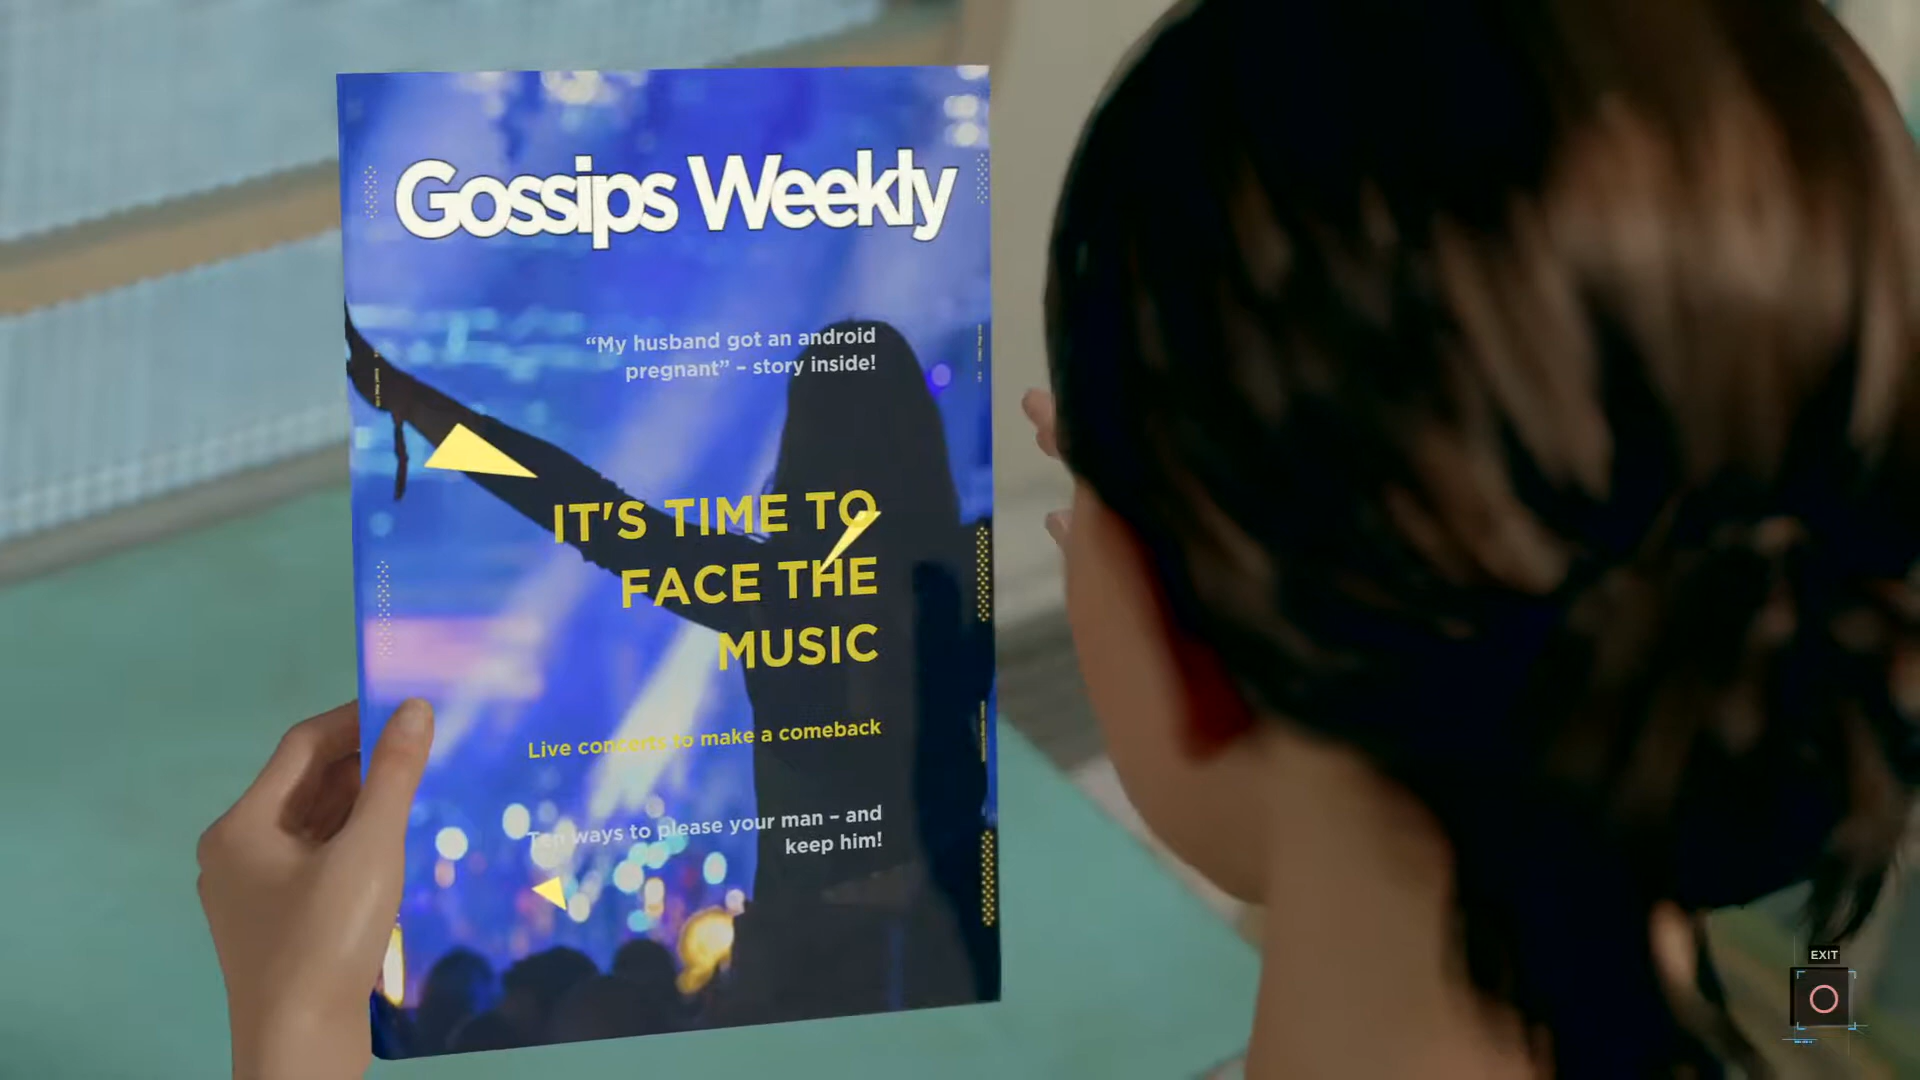 Gossips Weekly
“My husband got an android
pregnant” – story inside!
IT'S TIME TO
FACE THE
MUSIC
Live concerts to make a comeback
Ten ways to please your man – and
keep him!
EXIT